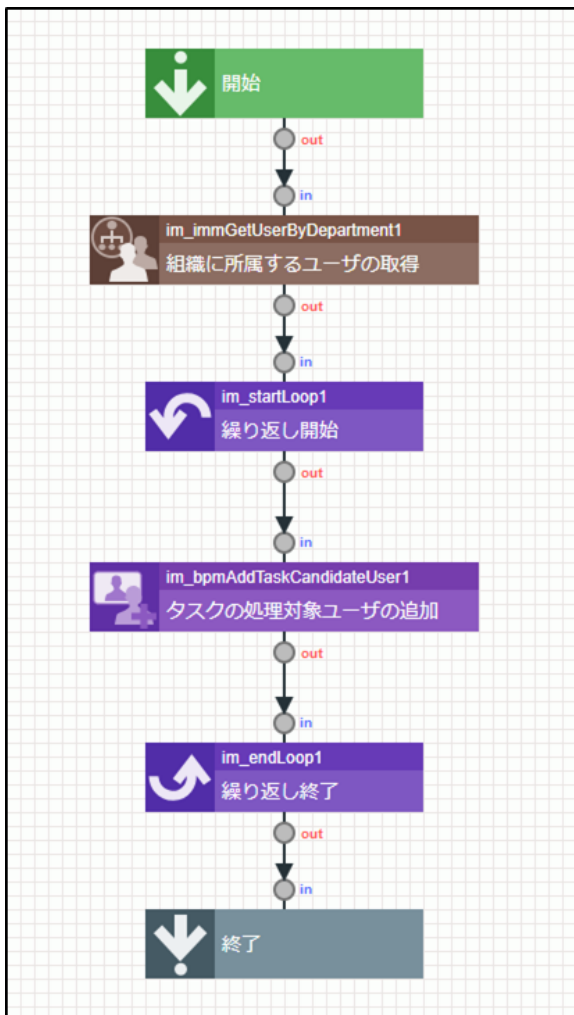 開始
out
in
im_immGetUserByDepartment1
組織に所属するユーザの取得
out
in
im_startLoop1
繰り返し開始
out
in
im_bpmAddTaskCandidateUser1
タスクの処理対象ユーザの追加
out
in
im_endLoop1
繰り返し終了
out
in
終了